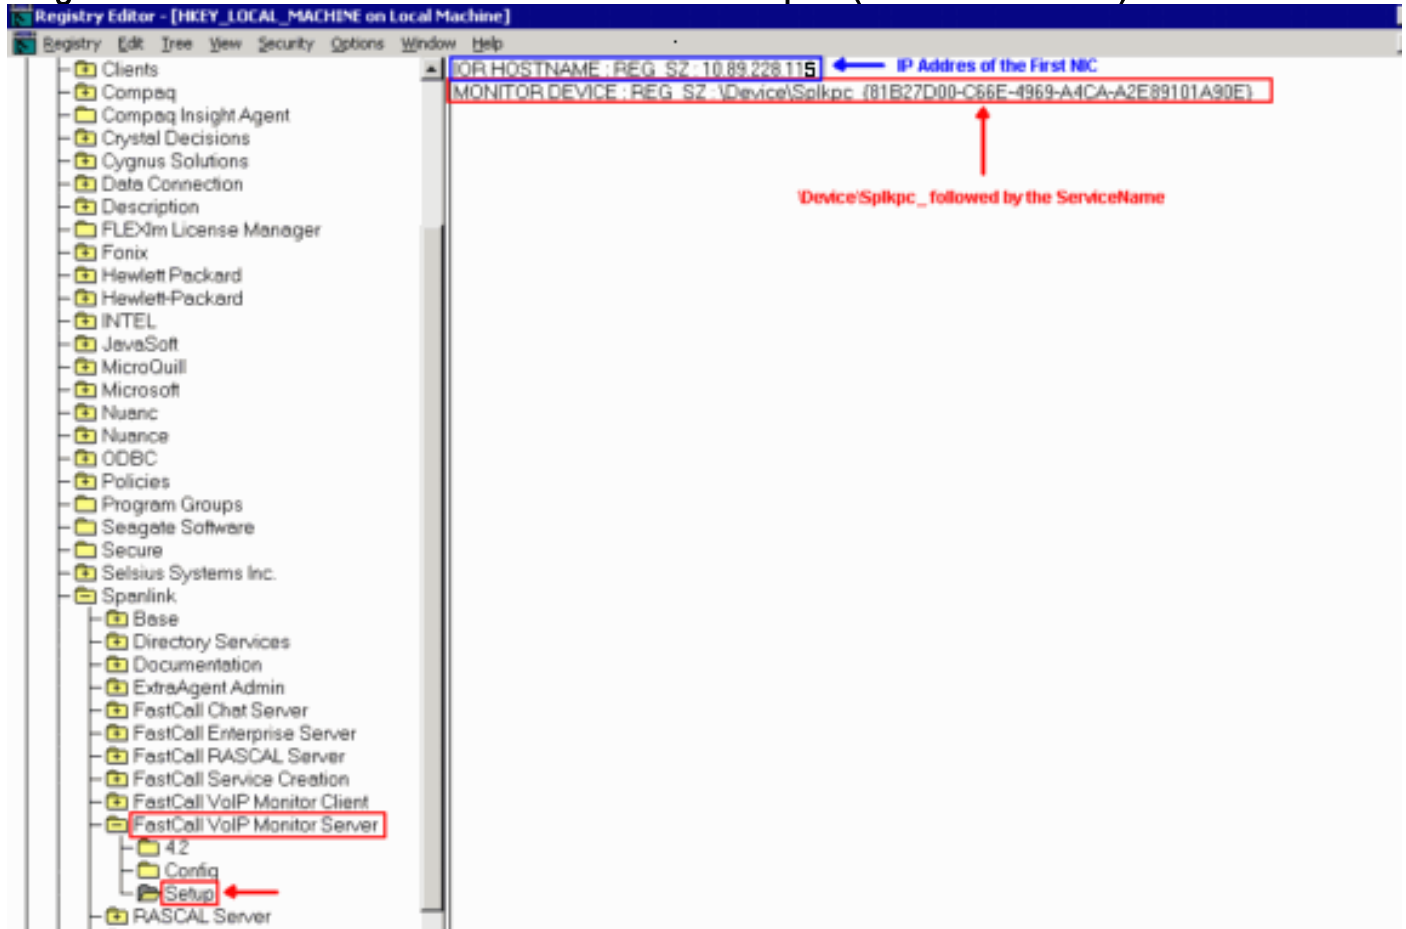 Registry Editor - [HKEY_LOCAL_MACHINE on Local Machine]
Registry Edit Tree View Security Options Window Help
IOR HOSTNAME : REG_SZ : 10.89.228.115
IP Addres of the First NIC
MONITOR DEVICE : REG_SZ : \Device\Splkpc_{81B27D00-C66E-4969-A4CA-A2E89101A90E}
\Device\Splkpc_ followed by the ServiceName
Clients
Compaq
Compaq Insight Agent
Crystal Decisions
Cygnus Solutions
Data Connection
Description
FLEXlm License Manager
Fonix
Hewlett Packard
Hewlett-Packard
INTEL
JavaSoft
MicroQuill
Microsoft
Nuanc
Nuance
ODBC
Policies
Program Groups
Seagate Software
Secure
Selsius Systems Inc.
Spanlink
Base
Directory Services
Documentation
ExtraAgent Admin
FastCall Chat Server
FastCall Enterprise Server
FastCall RASCAL Server
FastCall Service Creation
FastCall VoIP Monitor Client
FastCall VoIP Monitor Server
4.2
Config
Setup
RASCAL Server